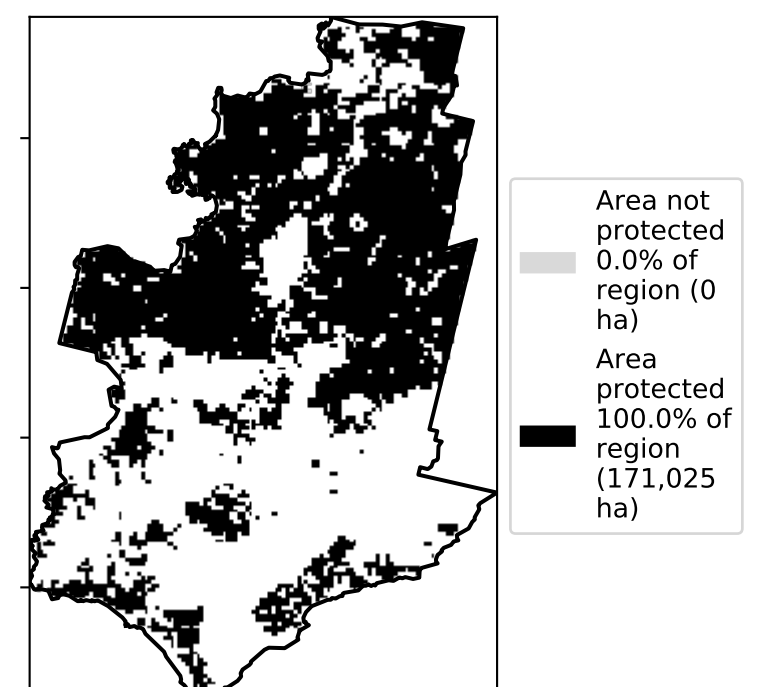 Area not
protected
0.0% of
region (0
ha)
Area
protected
100.0% of
region
(171,025
ha)